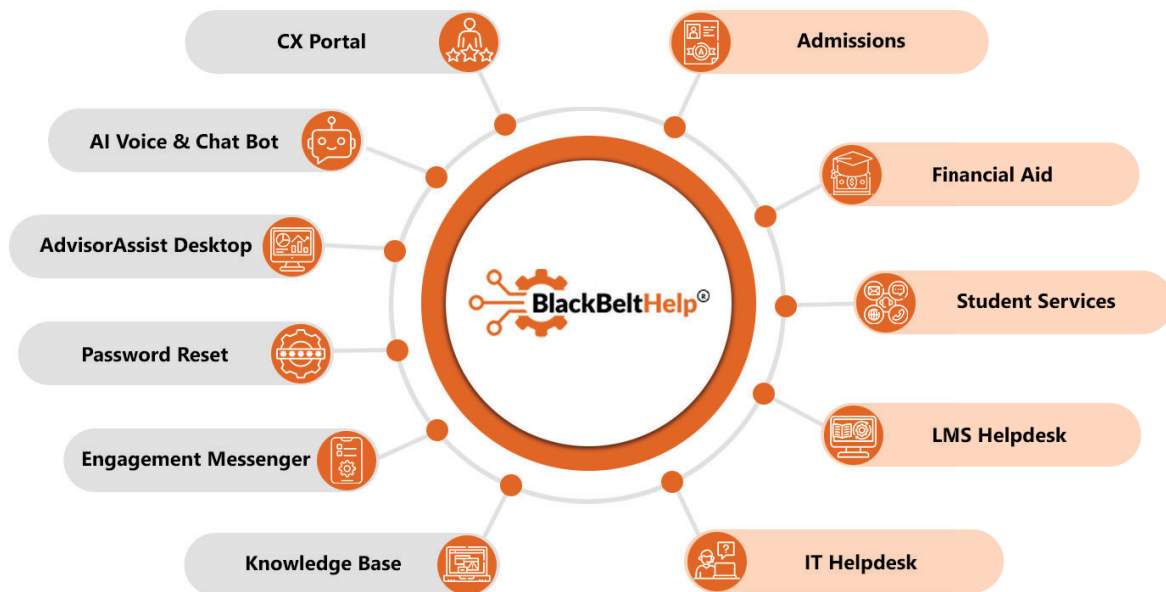 CX Portal
Admissions
AI Voice & Chat Bot
Financial Aid
AdvisorAssist Desktop
BlackBeltHelp®
Student Services
Password Reset
LMS Helpdesk
Engagement Messenger
Knowledge Base
IT Helpdesk